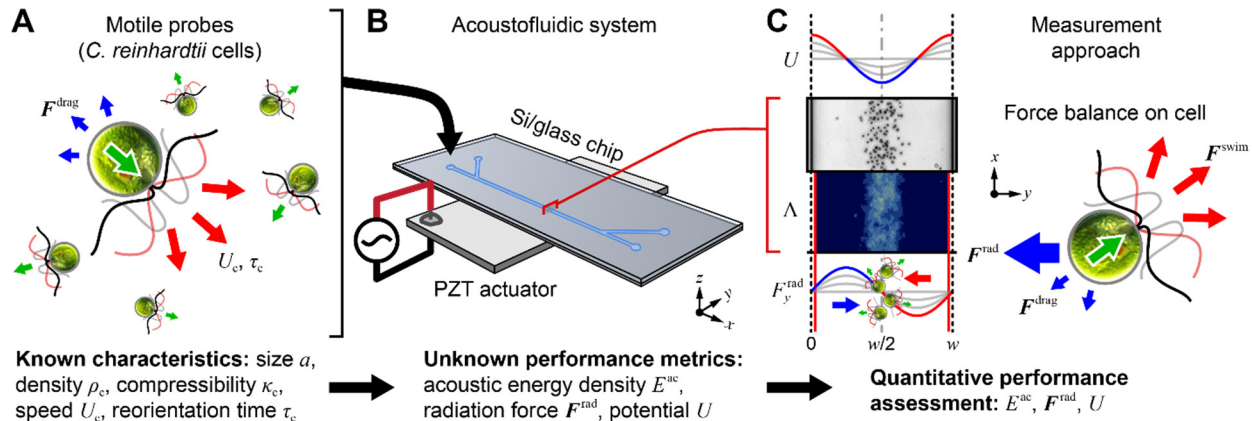 A
Motile probes
(C. reinhardtii cells)
F^drag
U_c, τ_c
Known characteristics: size a,
density ρ_c, compressibility κ_c,
speed U_c, reorientation time τ_c
B
Acoustofluidic system
Si/glass chip
PZT actuator
z
y
x
Unknown performance metrics:
acoustic energy density E^ac,
radiation force F^rad, potential U
C
Measurement
approach
U
Λ
F_y^rad
0
w/2
w
Force balance on cell
x
y
F^swim
F^rad
F^drag
Quantitative performance
assessment: E^ac, F^rad, U